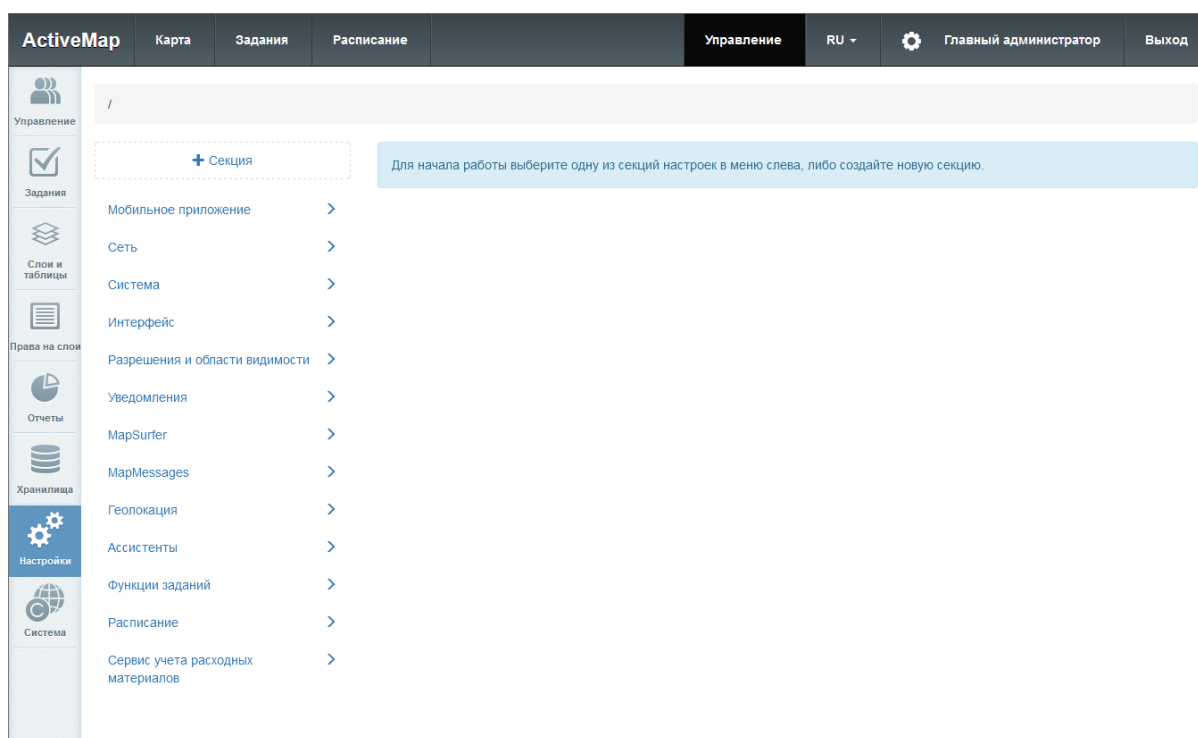 ActiveMap Карта Задания Расписание Управление RU Главный администратор Выход
Управление
Задания
Слои и
таблицы
Права на слои
Отчеты
Хранилища
Настройки
Система
/
+ Секция
Мобильное приложение
Сеть
Система
Интерфейс
Разрешения и области видимости
Уведомления
MapSurfer
MapMessages
Геолокация
Ассистенты
Функции заданий
Расписание
Сервис учета расходных
материалов
Для начала работы выберите одну из секций настроек в меню слева, либо создайте новую секцию.